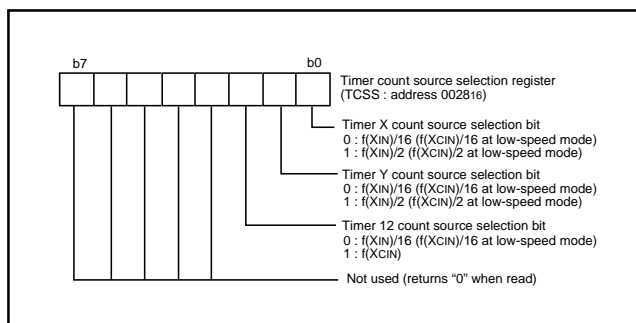 b7 b0
Timer count source selection register
(TCSS : address 002816)
Timer X count source selection bit
0 : f(XIN)/16 (f(XCIN)/16 at low-speed mode)
1 : f(XIN)/2 (f(XCIN)/2 at low-speed mode)
Timer Y count source selection bit
0 : f(XIN)/16 (f(XCIN)/16 at low-speed mode)
1 : f(XIN)/2 (f(XCIN)/2 at low-speed mode)
Timer 12 count source selection bit
0 : f(XIN)/16 (f(XCIN)/16 at low-speed mode)
1 : f(XCIN)
Not used (returns “0” when read)